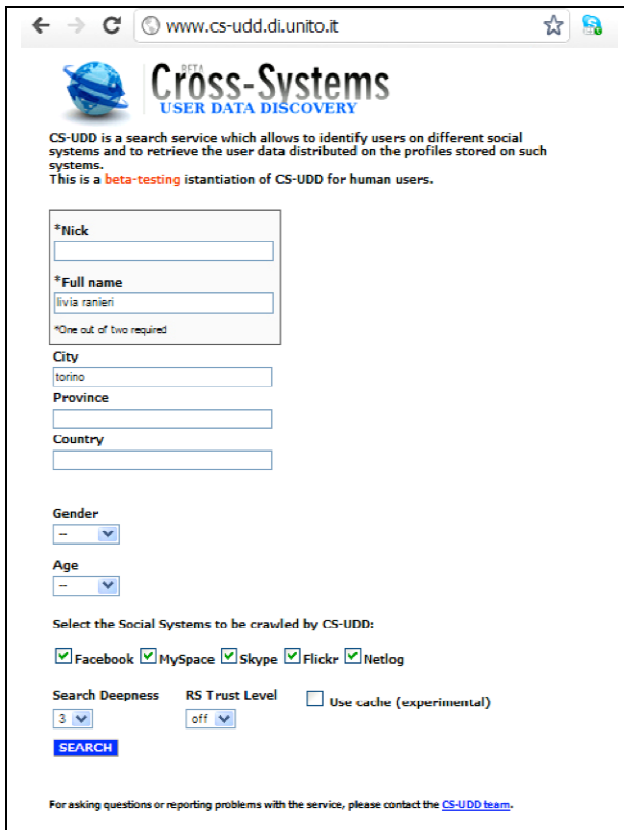 www.cs-udd.di.unito.it
BETA
Cross-Systems
USER DATA DISCOVERY
CS-UDD is a search service which allows to identify users on different social
systems and to retrieve the user data distributed on the profiles stored on such
systems.
This is a beta-testing istantiation of CS-UDD for human users.
*Nick
*Full name
livia ranieri
*One out of two required
City
torino
Province
Country
Gender
--
Age
--
Select the Social Systems to be crawled by CS-UDD:
Facebook MySpace Skype Flickr Netlog
Search Deepness RS Trust Level Use cache (experimental)
3 off
SEARCH
For asking questions or reporting problems with the service, please contact the CS-UDD team.